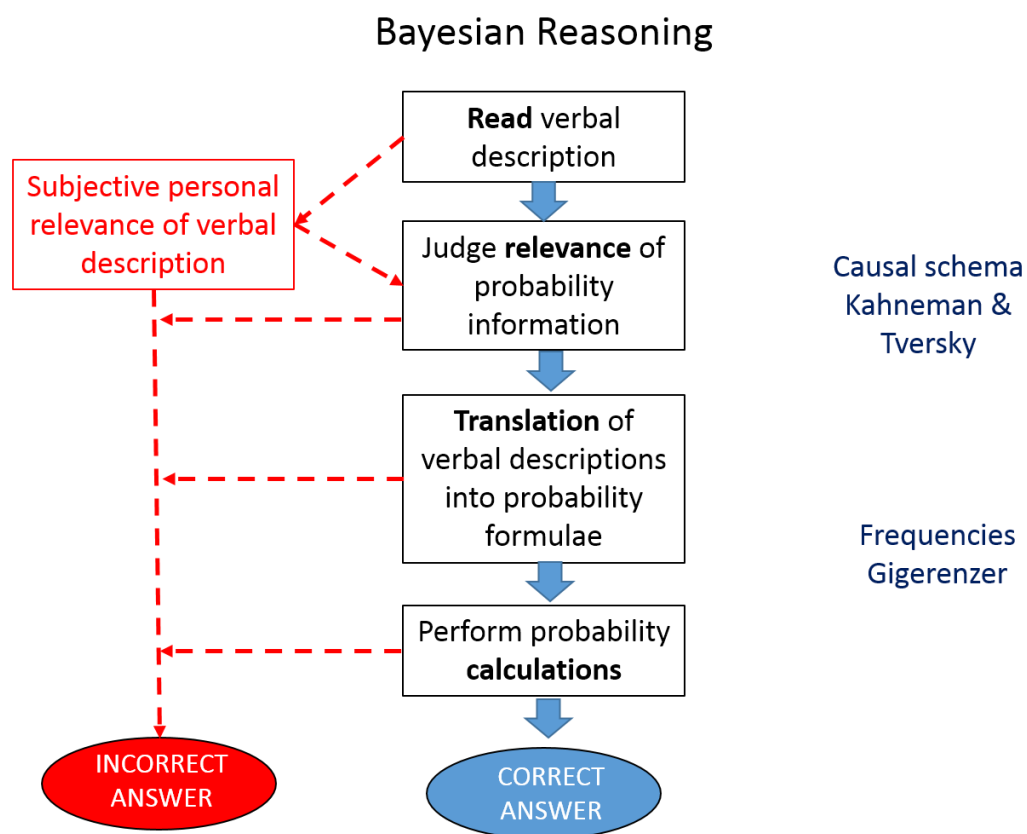 Bayesian Reasoning
Read verbal
description
Subjective personal
relevance of verbal
description
Judge relevance of
probability
information
Causal schema
Kahneman &
Tversky
Translation of
verbal descriptions
into probability
formulae
Frequencies
Gigerenzer
Perform probability
calculations
INCORRECT
ANSWER
CORRECT
ANSWER